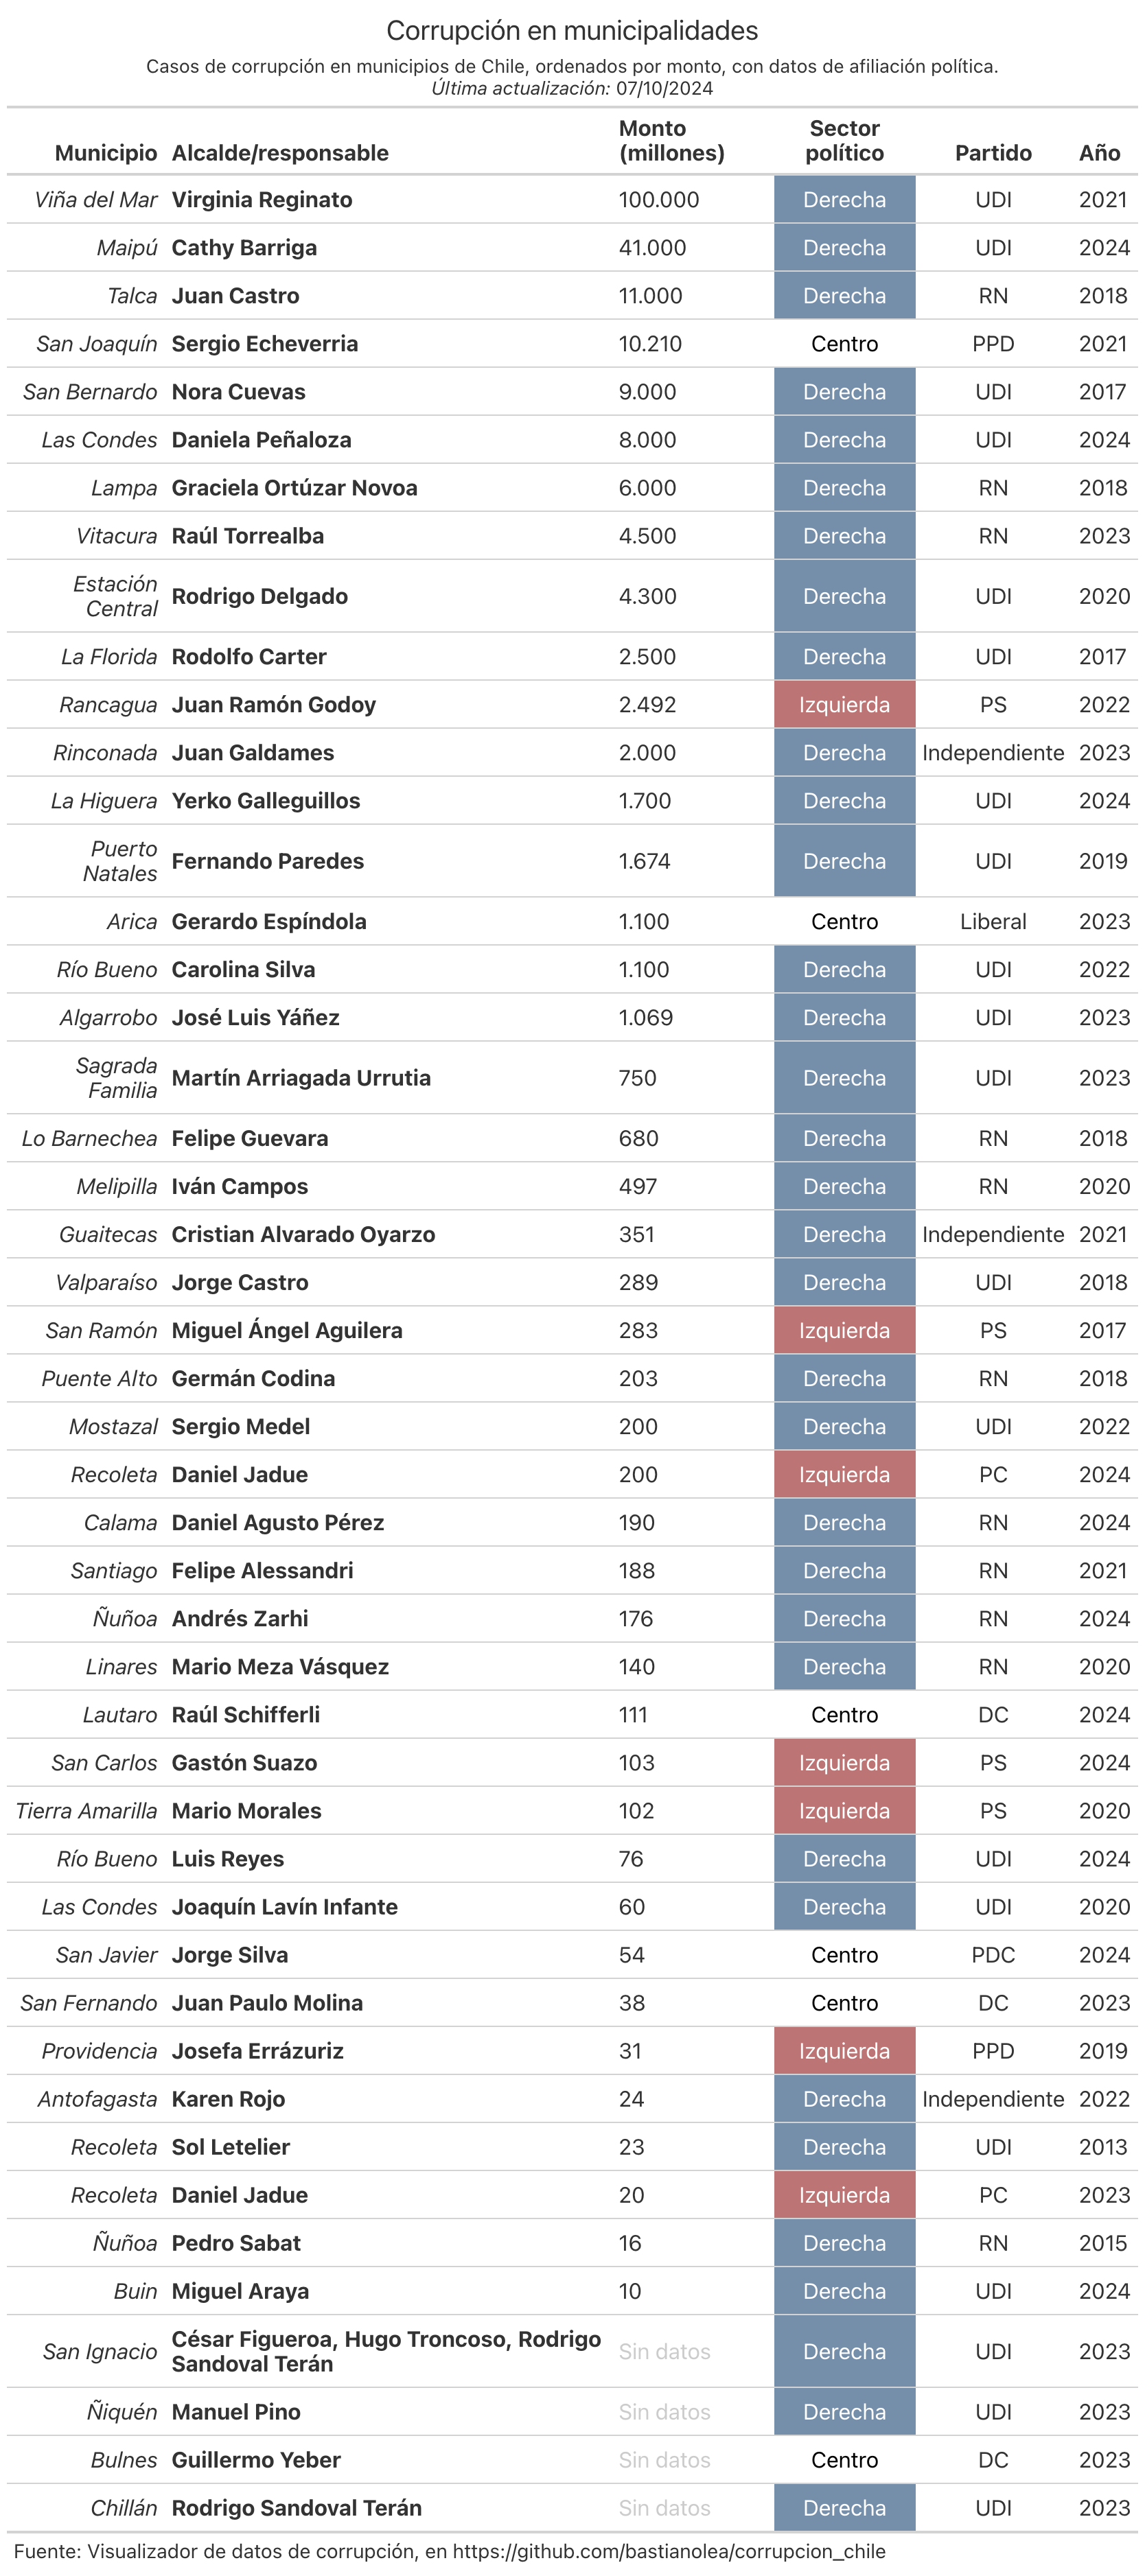 Corrupción en municipalidades
Casos de corrupción en municipios de Chile, ordenados por monto, con datos de afiliación política.
Última actualización: 07/10/2024
Municipio Alcalde/responsable Monto (millones) Sector político Partido Año
Viña del Mar Virginia Reginato 100.000 Derecha UDI 2021
Maipú Cathy Barriga 41.000 Derecha UDI 2024
Talca Juan Castro 11.000 Derecha RN 2018
San Joaquín Sergio Echeverria 10.210 Centro PPD 2021
San Bernardo Nora Cuevas 9.000 Derecha UDI 2017
Las Condes Daniela Peñaloza 8.000 Derecha UDI 2024
Lampa Graciela Ortúzar Novoa 6.000 Derecha RN 2018
Vitacura Raúl Torrealba 4.500 Derecha RN 2023
Estación Central Rodrigo Delgado 4.300 Derecha UDI 2020
La Florida Rodolfo Carter 2.500 Derecha UDI 2017
Rancagua Juan Ramón Godoy 2.492 Izquierda PS 2022
Rinconada Juan Galdames 2.000 Derecha Independiente 2023
La Higuera Yerko Galleguillos 1.700 Derecha UDI 2024
Puerto Natales Fernando Paredes 1.674 Derecha UDI 2019
Arica Gerardo Espíndola 1.100 Centro Liberal 2023
Río Bueno Carolina Silva 1.100 Derecha UDI 2022
Algarrobo José Luis Yáñez 1.069 Derecha UDI 2023
Sagrada Familia Martín Arriagada Urrutia 750 Derecha UDI 2023
Lo Barnechea Felipe Guevara 680 Derecha RN 2018
Melipilla Iván Campos 497 Derecha RN 2020
Guaitecas Cristian Alvarado Oyarzo 351 Derecha Independiente 2021
Valparaíso Jorge Castro 289 Derecha UDI 2018
San Ramón Miguel Ángel Aguilera 283 Izquierda PS 2017
Puente Alto Germán Codina 203 Derecha RN 2018
Mostazal Sergio Medel 200 Derecha UDI 2022
Recoleta Daniel Jadue 200 Izquierda PC 2024
Calama Daniel Agusto Pérez 190 Derecha RN 2024
Santiago Felipe Alessandri 188 Derecha RN 2021
Ñuñoa Andrés Zarhi 176 Derecha RN 2024
Linares Mario Meza Vásquez 140 Derecha RN 2020
Lautaro Raúl Schifferli 111 Centro DC 2024
San Carlos Gastón Suazo 103 Izquierda PS 2024
Tierra Amarilla Mario Morales 102 Izquierda PS 2020
Río Bueno Luis Reyes 76 Derecha UDI 2024
Las Condes Joaquín Lavín Infante 60 Derecha UDI 2020
San Javier Jorge Silva 54 Centro PDC 2024
San Fernando Juan Paulo Molina 38 Centro DC 2023
Providencia Josefa Errázuriz 31 Izquierda PPD 2019
Antofagasta Karen Rojo 24 Derecha Independiente 2022
Recoleta Sol Letelier 23 Derecha UDI 2013
Recoleta Daniel Jadue 20 Izquierda PC 2023
Ñuñoa Pedro Sabat 16 Derecha RN 2015
Buin Miguel Araya 10 Derecha UDI 2024
San Ignacio César Figueroa, Hugo Troncoso, Rodrigo Sandoval Terán Sin datos Derecha UDI 2023
Ñiquén Manuel Pino Sin datos Derecha UDI 2023
Bulnes Guillermo Yeber Sin datos Centro DC 2023
Chillán Rodrigo Sandoval Terán Sin datos Derecha UDI 2023
Fuente: Visualizador de datos de corrupción, en https://github.com/bastianolea/corrupcion_chile